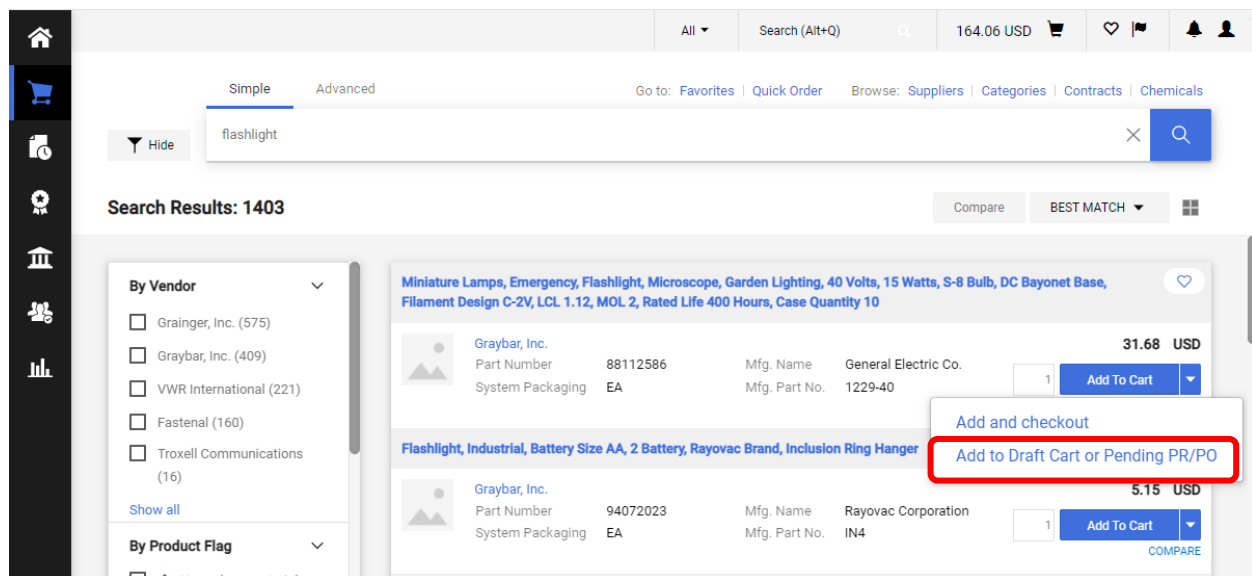 All
Search (Alt+Q)
164.06 USD
Simple
Advanced
Go to: Favorites | Quick Order
Browse: Suppliers | Categories | Contracts | Chemicals
Hide
flashlight
Search Results: 1403
Compare
BEST MATCH
By Vendor
Grainger, Inc. (575)
Graybar, Inc. (409)
VWR International (221)
Fastenal (160)
Troxell Communications
(16)
Show all
By Product Flag
Miniature Lamps, Emergency, Flashlight, Microscope, Garden Lighting, 40 Volts, 15 Watts, S-8 Bulb, DC Bayonet Base,
Filament Design C-2V, LCL 1.12, MOL 2, Rated Life 400 Hours, Case Quantity 10
Graybar, Inc.
31.68 USD
Part Number 88112586 Mfg. Name General Electric Co.
System Packaging EA Mfg. Part No. 1229-40
1 Add To Cart
Add and checkout
Add to Draft Cart or Pending PR/PO
Flashlight, Industrial, Battery Size AA, 2 Battery, Rayovac Brand, Inclusion Ring Hanger
Graybar, Inc.
5.15 USD
Part Number 94072023 Mfg. Name Rayovac Corporation
System Packaging EA Mfg. Part No. IN4
1 Add To Cart
COMPARE